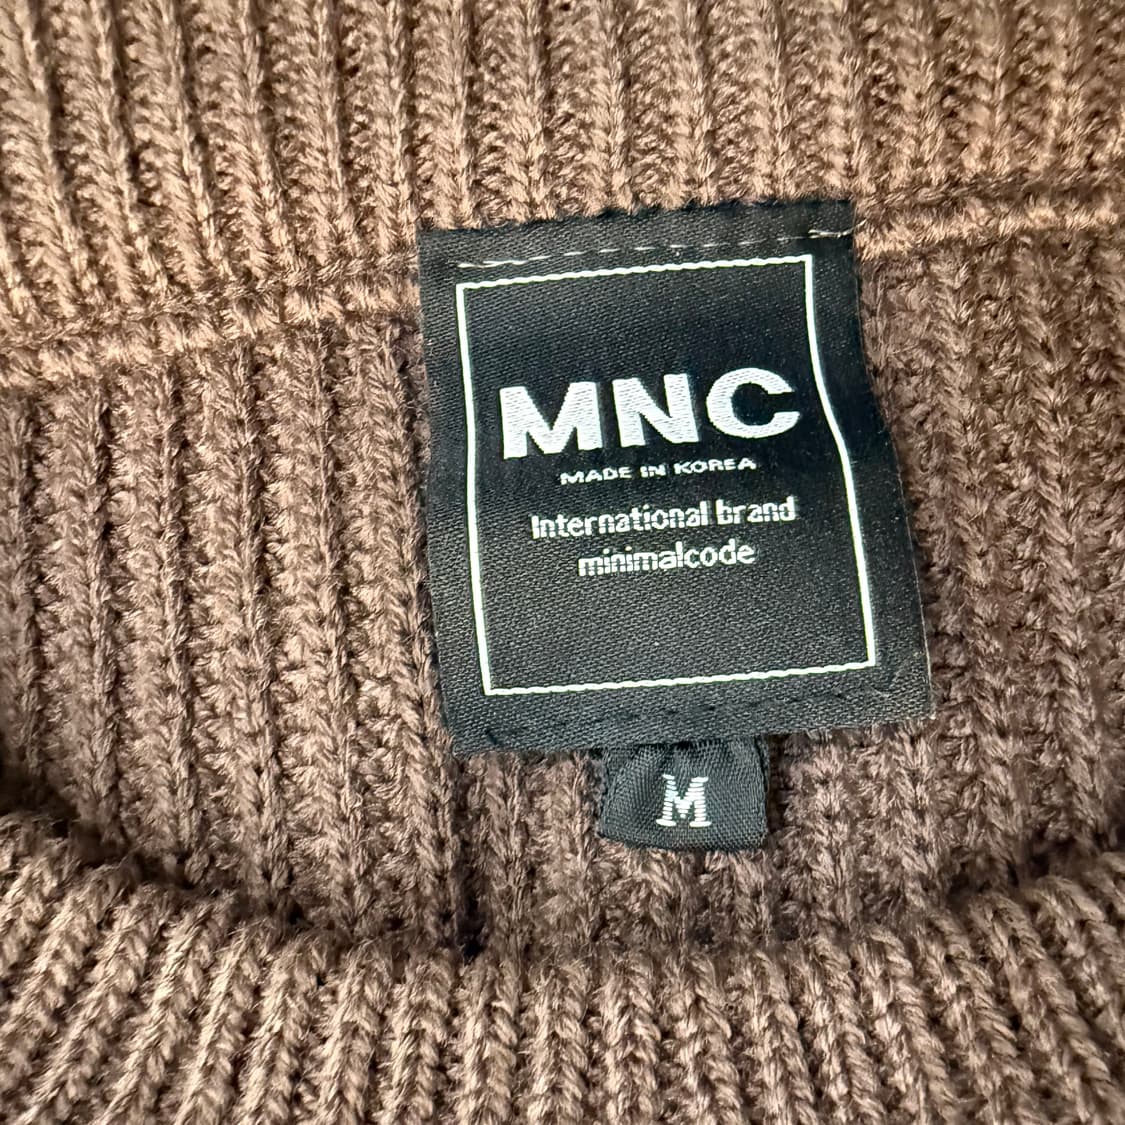 MNC
MADE IN KOREA
International brand
minimalcode
M